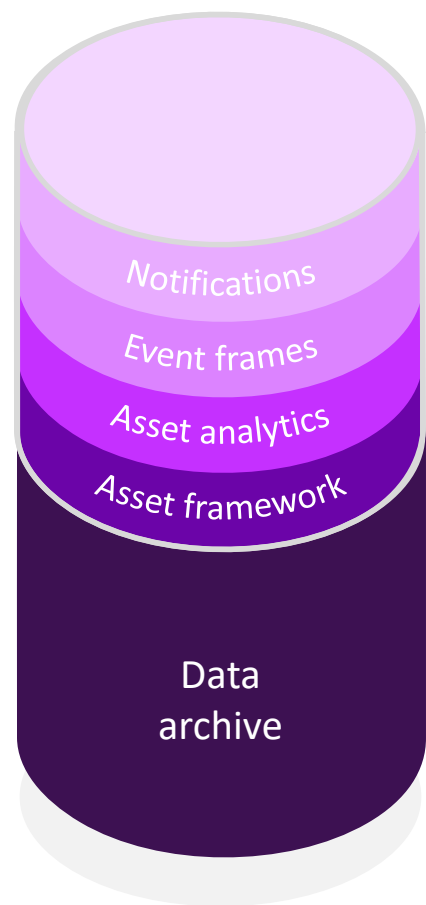 Notifications
Event frames
Asset analytics
Asset framework
Data
archive